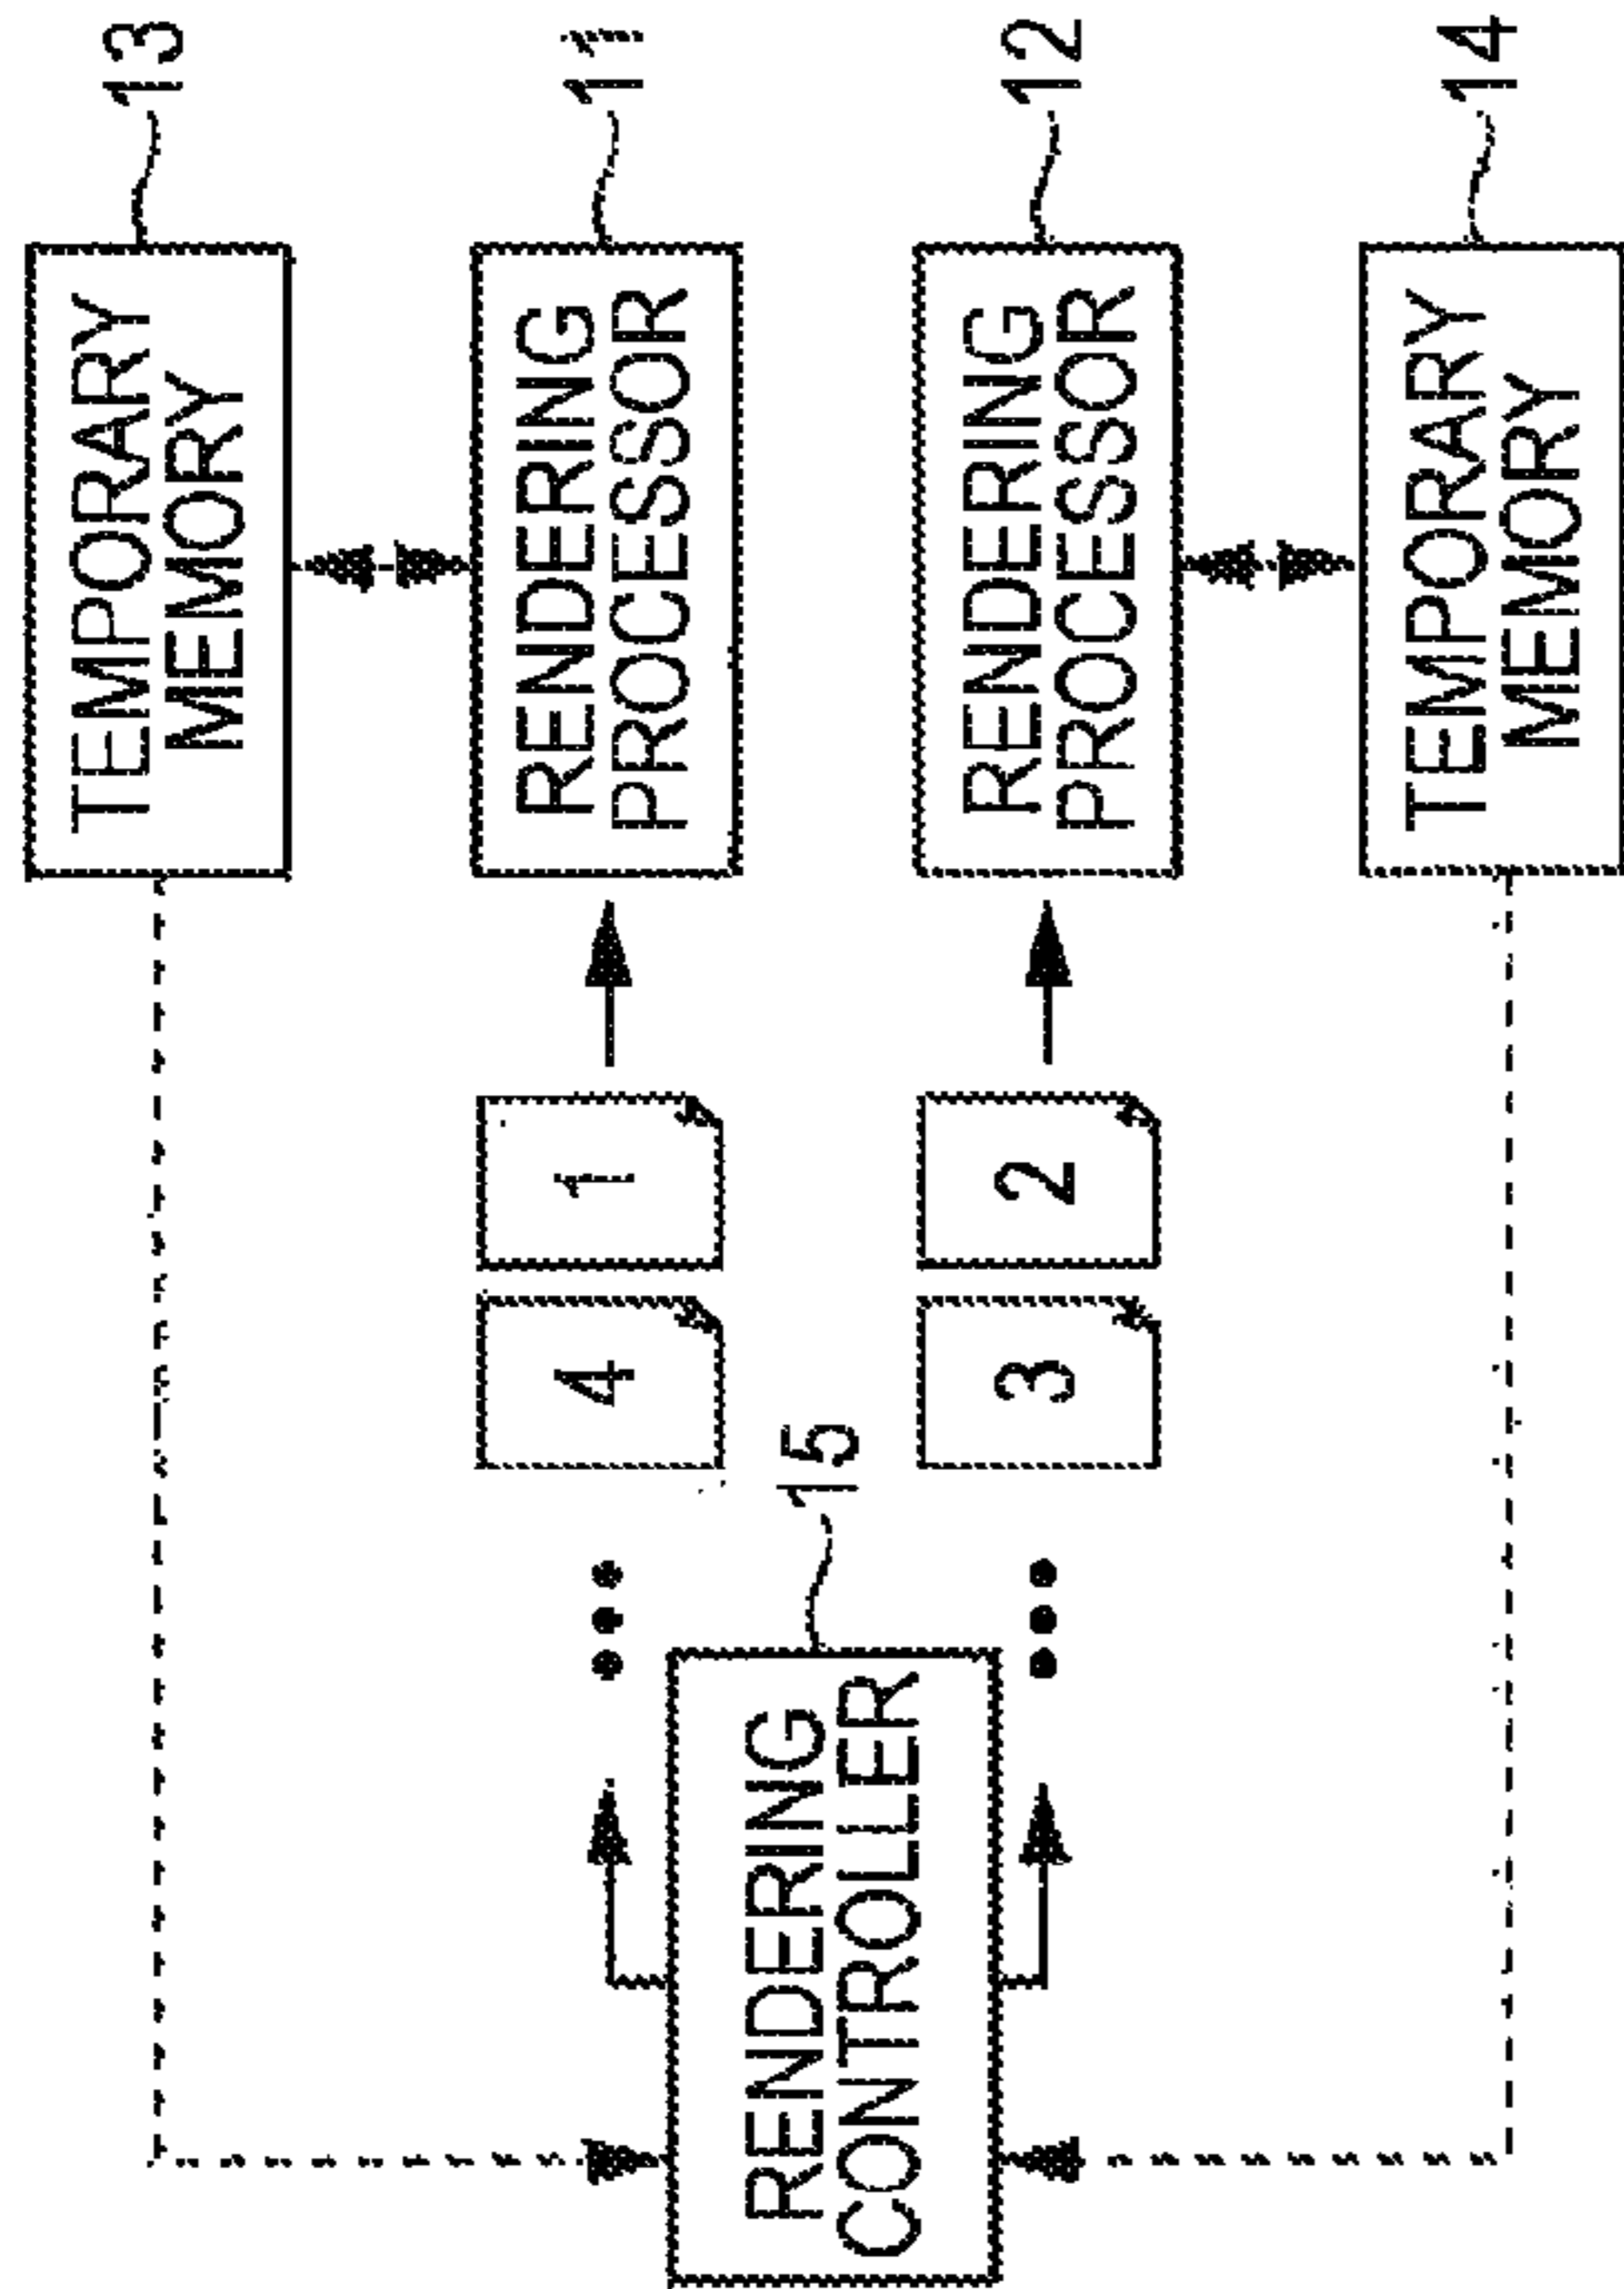 TEMPORARY
MEMORY
13
4
1
RENDERING
PROCESSOR
11
RENDERING
CONTROLLER
15
3
2
RENDERING
PROCESSOR
12
TEMPORARY
MEMORY
14